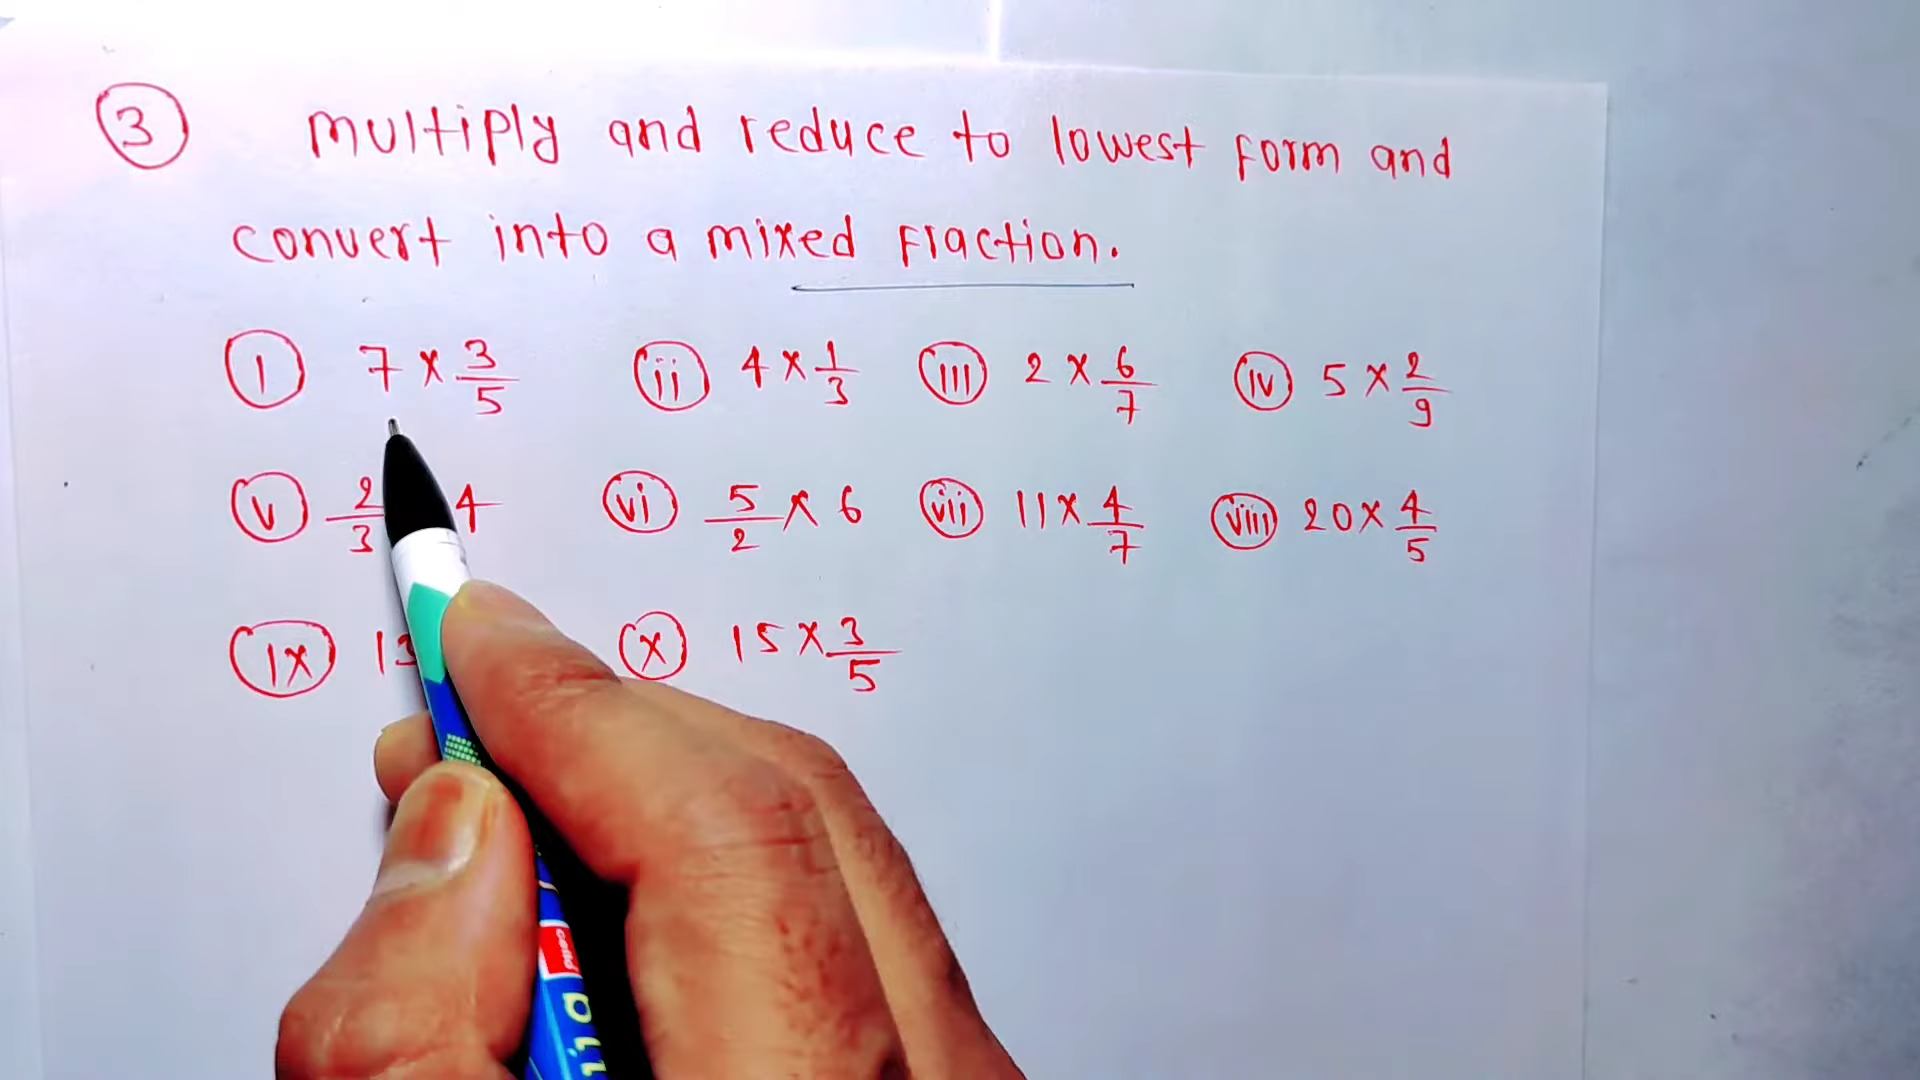 ③ multiply and reduce to lowest form and
convert into a mixed fraction.
(i) 7 × 3/5 (ii) 4 × 1/3 (iii) 2 × 6/7 (iv) 5 × 2/9
(v) 2/3 4 (vi) 5/2 × 6 (vii) 11 × 4/7 (viii) 20 × 4/5
(ix) 13 (x) 15 × 3/5
cello